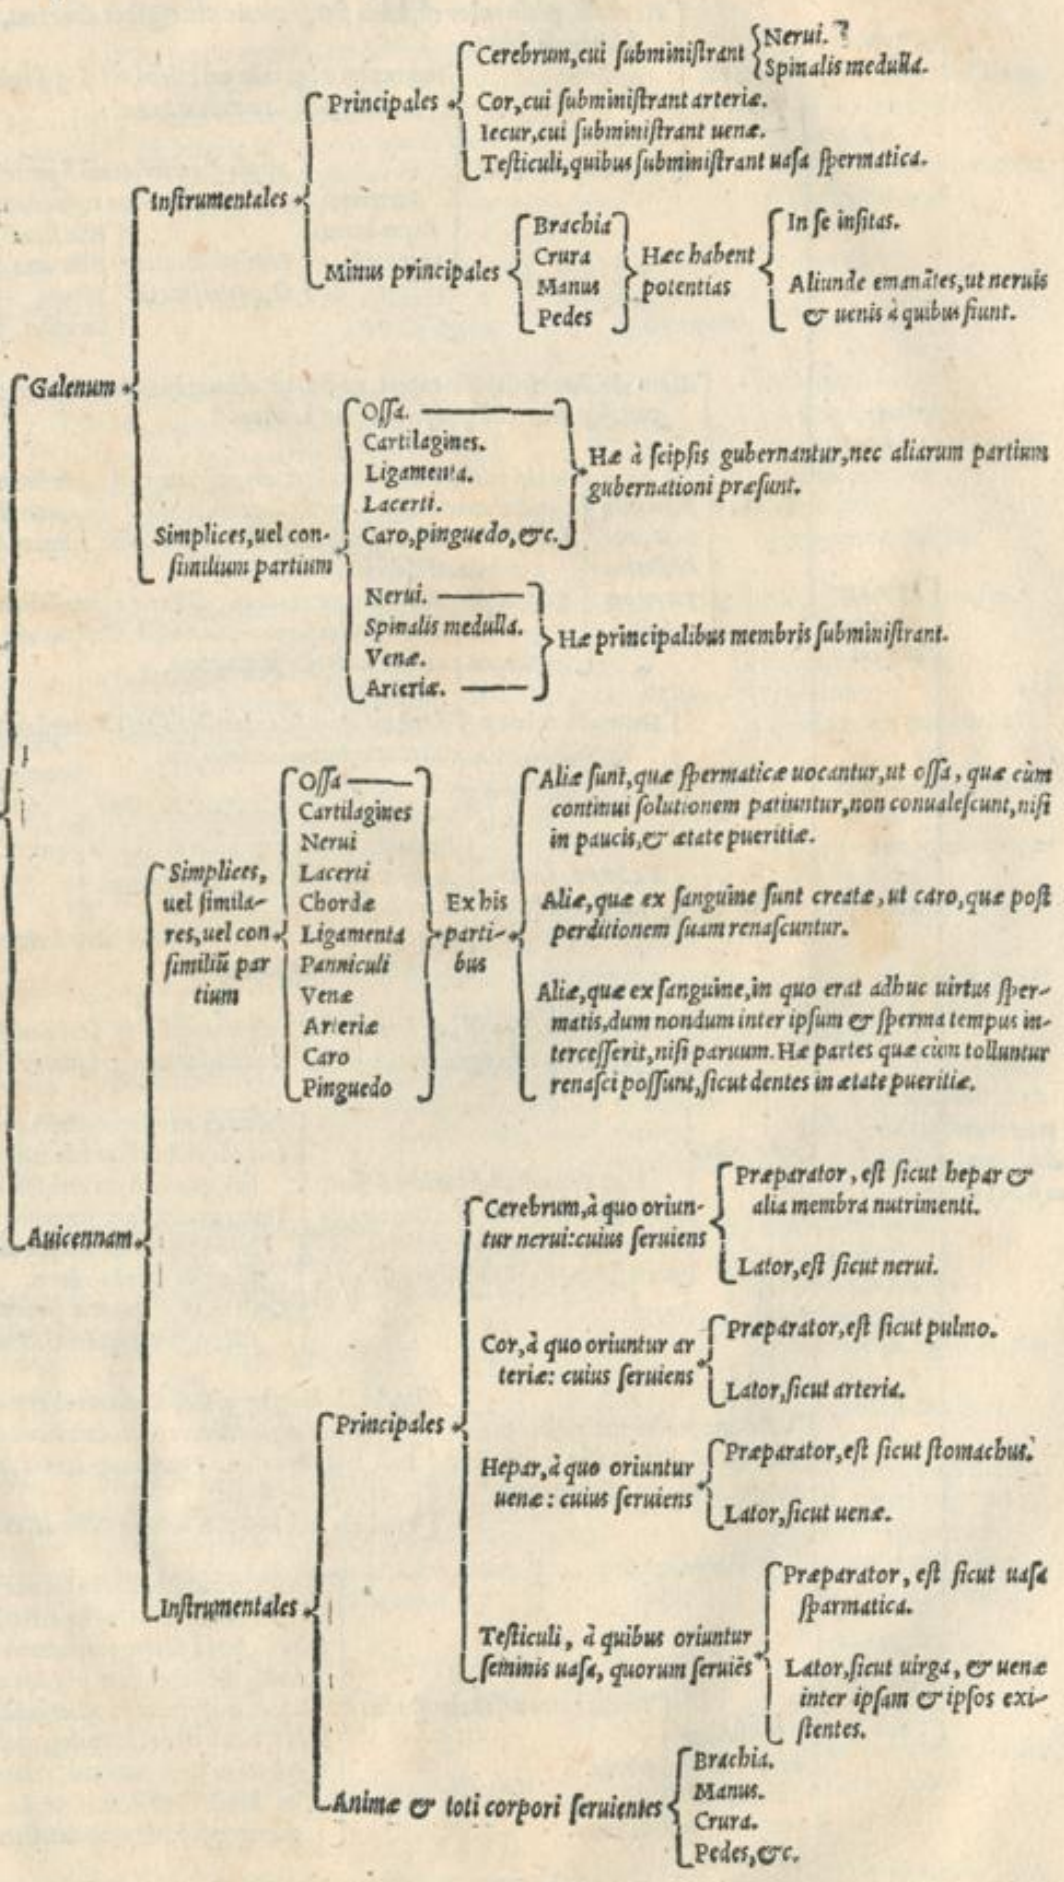 Galenum
Inſtrumentales
Principales
Cerebrum, cui ſubminiſtrant
Nerui.
Spinalis medulla.
Cor, cui ſubminiſtrant arteriæ.
Iecur, cui ſubminiſtrant uenæ.
Teſticuli, quibus ſubminiſtrant uaſa ſpermatica.
Minus principales
Brachia
Crura
Manus
Pedes
Hæc habent
potentias
In ſe inſitas.
Aliunde emanãtes, ut neruis
& uenis à quibus fiunt.
Simplices, uel con-
ſimilium partium
Oſſa.
Cartilagines.
Ligamenta.
Lacerti.
Caro, pinguedo, &c.
Hæ à ſeipſis gubernantur, nec aliarum partium
gubernationi præſunt.
Nerui.
Spinalis medulla.
Venæ.
Arteriæ.
Hæ principalibus membris ſubminiſtrant.
Auicennam
Simplices,
uel ſimila-
res, uel con
ſimiliũ par
tium
Oſſa
Cartilagines
Nerui
Lacerti
Chordæ
Ligamenta
Panniculi
Venæ
Arteriæ
Caro
Pinguedo
Ex his
parti-
bus
Aliæ ſunt, quæ ſpermaticæ uocantur, ut oſſa, quæ cùm
continui ſolutionem patiuntur, non conualeſcunt, niſi
in paucis, & ætate pueritiæ.
Aliæ, quæ ex ſanguine ſunt creatæ, ut caro, quæ poſt
perditionem ſuam renaſcuntur.
Aliæ, quæ ex ſanguine, in quo erat adhuc uirtus ſper-
matis, dum nondum inter ipſum & ſperma tempus in-
terceſſerit, niſi paruum. Hæ partes quæ cùm tolluntur
renaſci poſſunt, ſicut dentes in ætate pueritiæ.
Inſtrumentales
Principales
Cerebrum, à quo oriun-
tur nerui: cuius ſeruiens
Præparator, eſt ſicut hepar &
alia membra nutrimenti.
Lator, eſt ſicut nerui.
Cor, à quo oriuntur ar
teriæ: cuius ſeruiens
Præparator, eſt ſicut pulmo.
Lator, ſicut arteria.
Hepar, à quo oriuntur
uenæ: cuius ſeruiens
Præparator, eſt ſicut ſtomachus.
Lator, ſicut uenæ.
Teſticuli, à quibus oriuntur
ſeminis uaſa, quorum ſeruiẽs
Præparator, eſt ſicut uaſa
ſparmatica.
Lator, ſicut uirga, & uenæ
inter ipſam & ipſos exi-
ſtentes.
Animæ & toti corpori ſeruientes
Brachia.
Manus.
Crura.
Pedes, &c.